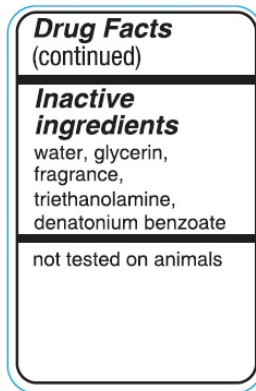 Drug Facts
(continued)
Inactive
ingredients
water, glycerin,
fragrance,
triethanolamine,
denatonium benzoate
not tested on animals